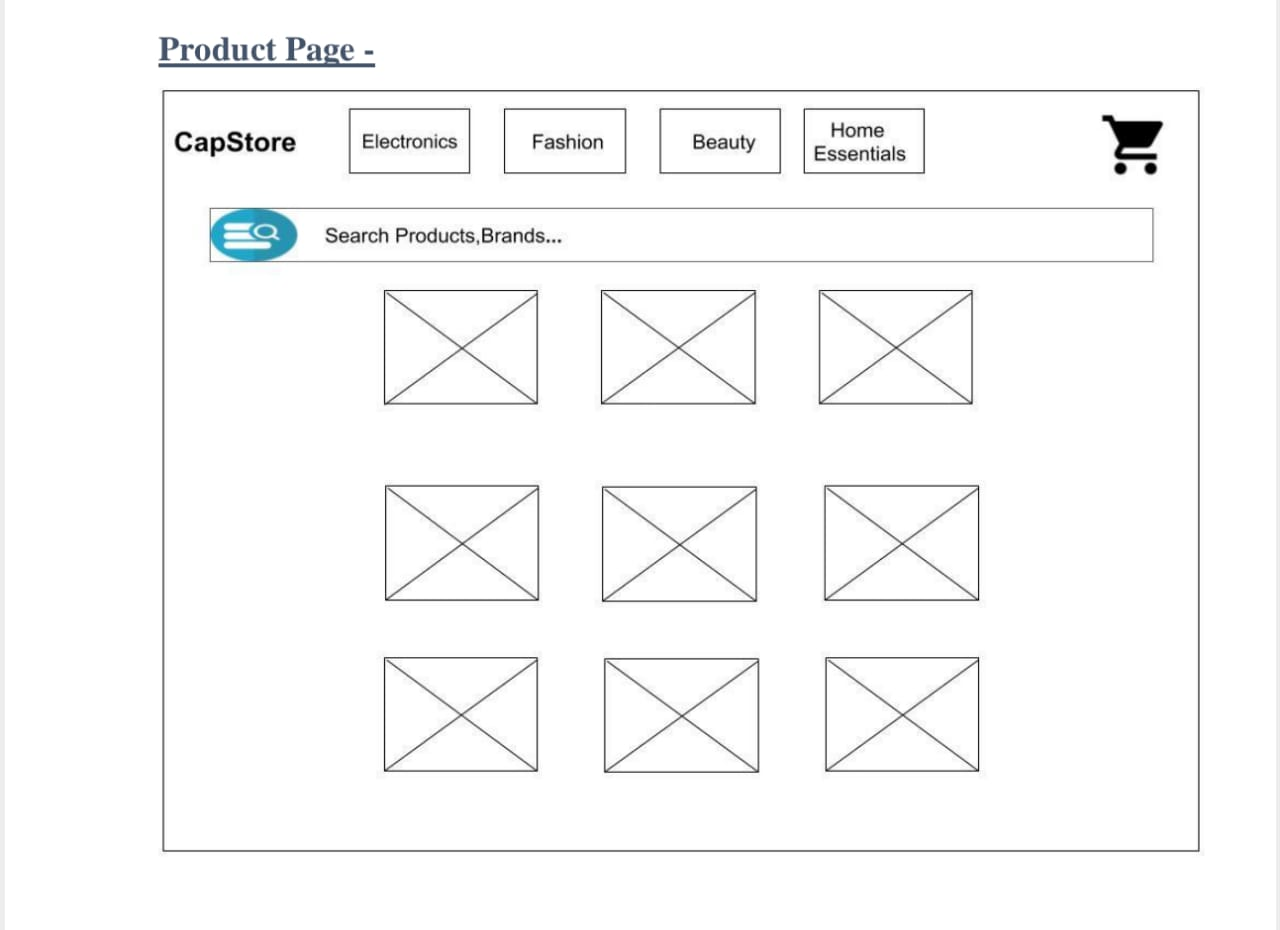 Product Page -
CapStore
Electronics
Fashion
Beauty
Home
Essentials
Search Products,Brands...